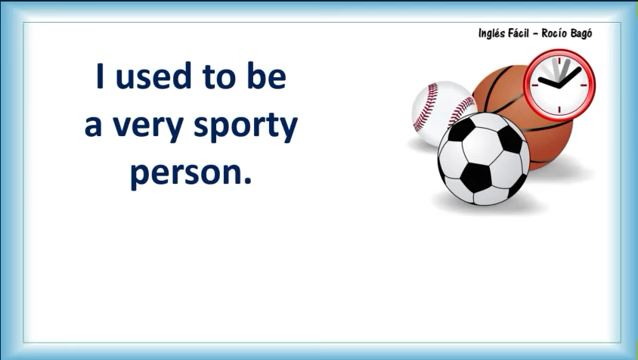 Inglés Fácil – Rocío Bagó
I used to be
a very sporty
person.